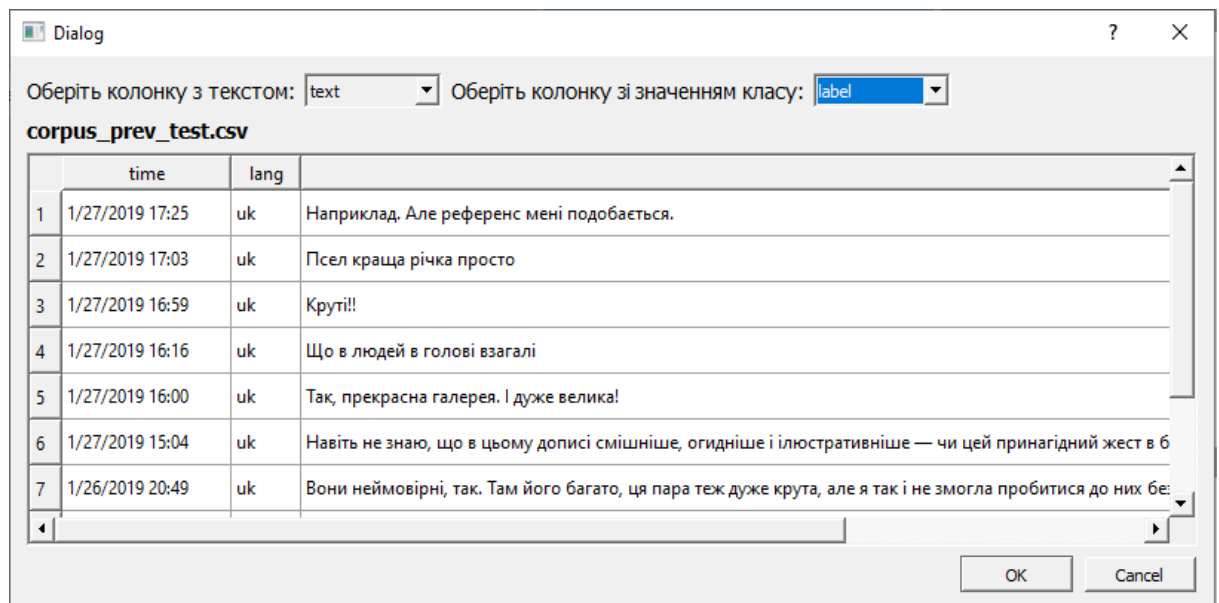 Dialog ? ×
Оберіть колонку з текстом: text Оберіть колонку зі значенням класу: label
corpus_prev_test.csv
time lang
1 1/27/2019 17:25 uk Наприклад. Але референс мені подобається.
2 1/27/2019 17:03 uk Псел краща річка просто
3 1/27/2019 16:59 uk Круті!!
4 1/27/2019 16:16 uk Що в людей в голові взагалі
5 1/27/2019 16:00 uk Так, прекрасна галерея. І дуже велика!
6 1/27/2019 15:04 uk Навіть не знаю, що в цьому дописі смішніше, огидніше і ілюстративніше — чи цей принагідний жест в б
7 1/26/2019 20:49 uk Вони неймовірні, так. Там його багато, ця пара теж дуже крута, але я так і не змогла пробитися до них без
OK Cancel